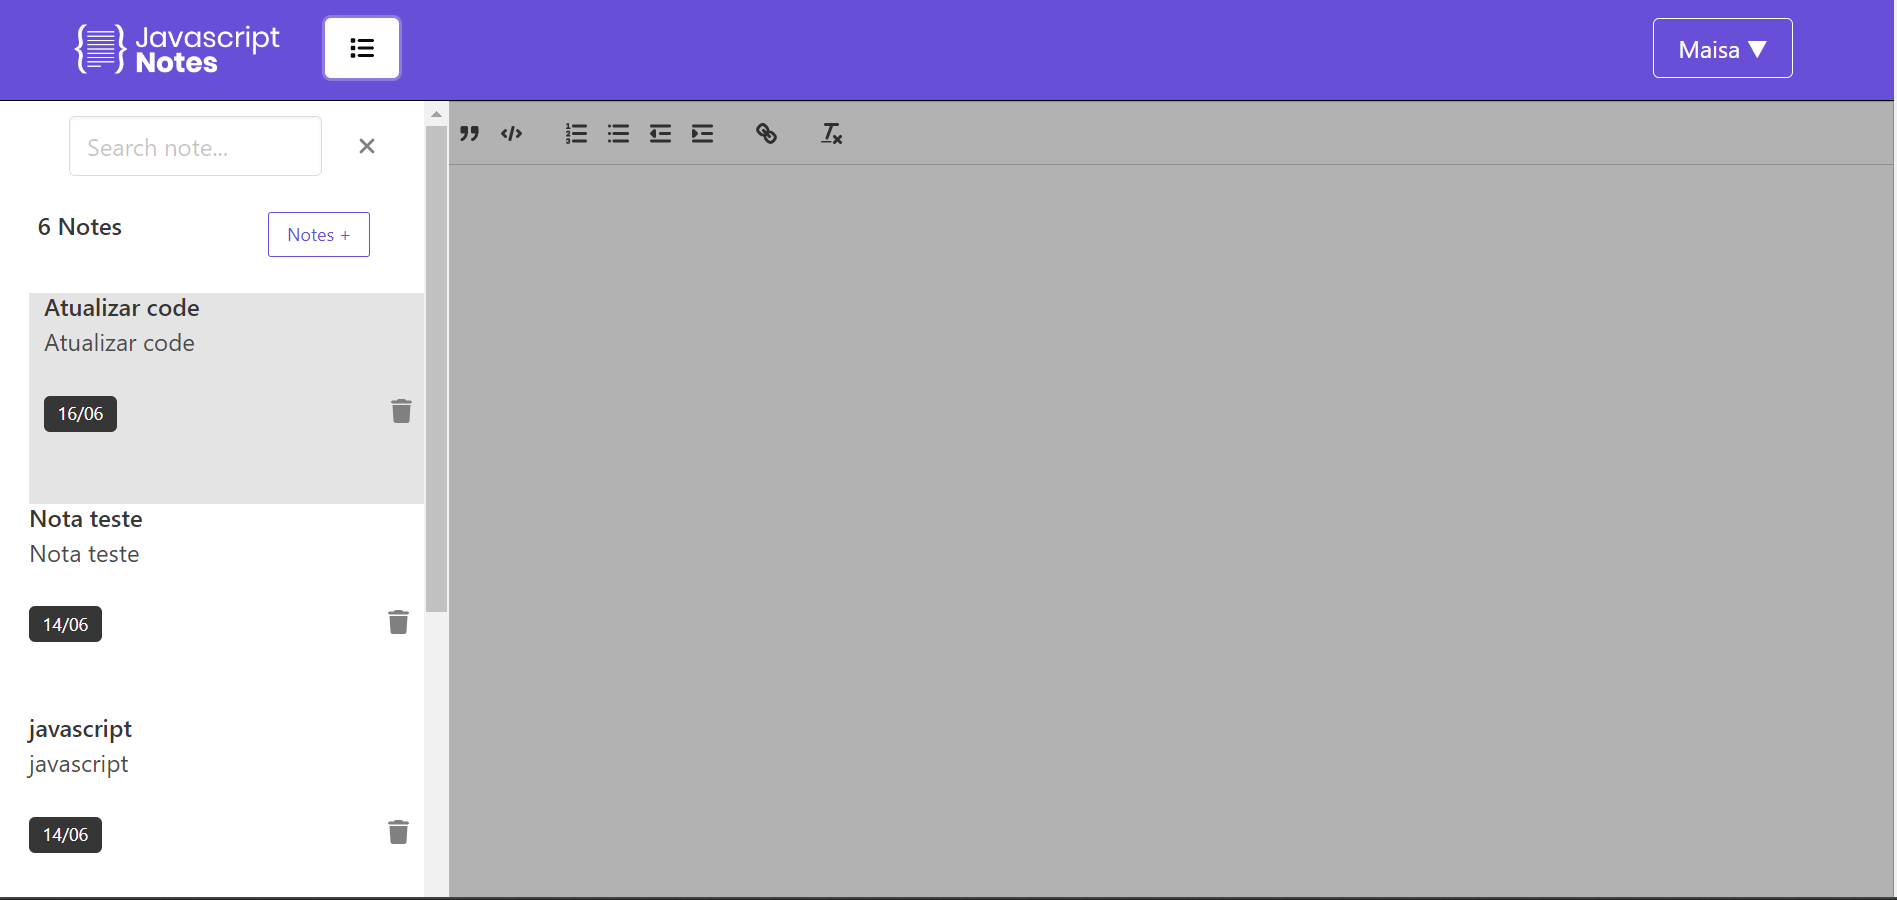 Javascript
Notes
Maisa ▼
Search note...
6 Notes
Notes +
Atualizar code
Atualizar code
16/06
Nota teste
Nota teste
14/06
javascript
javascript
14/06